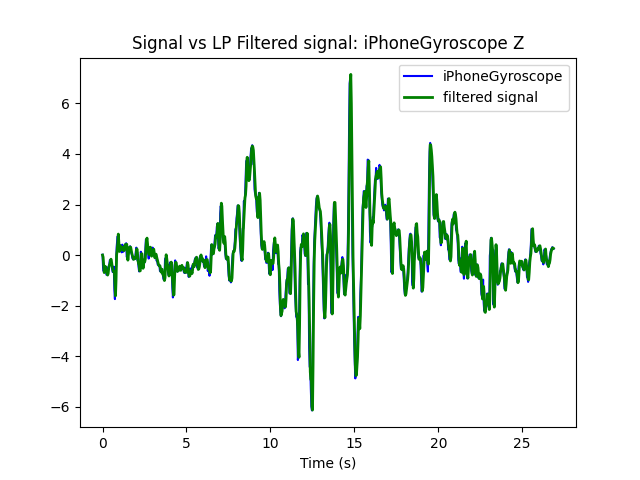 Signal vs LP Filtered signal: iPhoneGyroscope Z
iPhoneGyroscope
filtered signal
6
4
2
0
−2
−4
−6
0 5 10 15 20 25
Time (s)